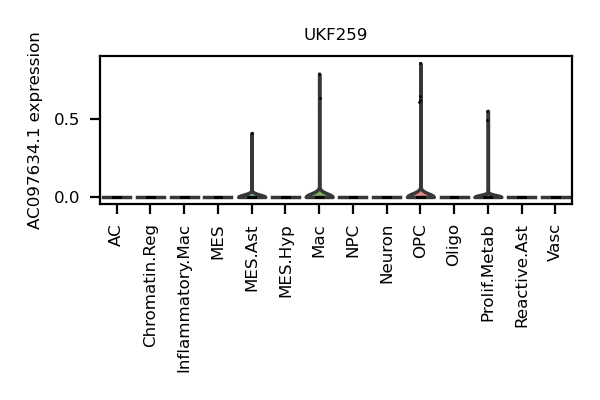 UKF259
AC097634.1 expression
0.5
0.0
AC
Chromatin.Reg
Inflammatory.Mac
MES
MES.Ast
MES.Hyp
Mac
NPC
Neuron
OPC
Oligo
Prolif.Metab
Reactive.Ast
Vasc